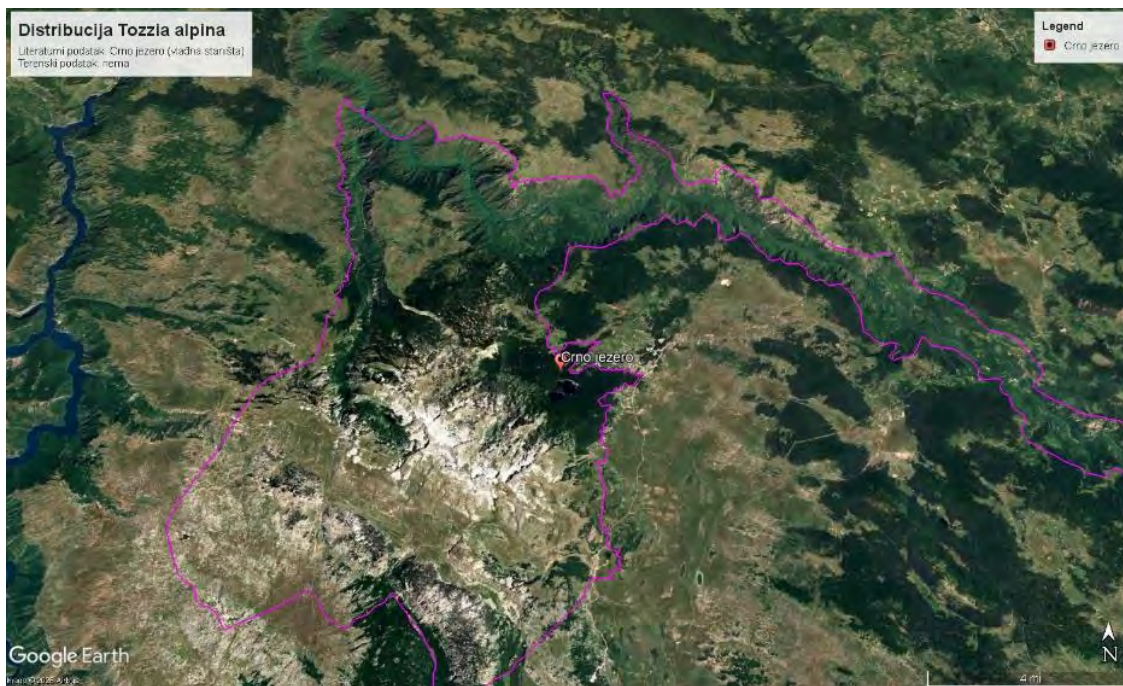 Distribucija Tozzia alpina
Literaturni podatak: Crno jezero (vlažna staništa)
Terenski podatak: nema
Legend
Crno jezero
Crno jezero
Google Earth
N
4 mi